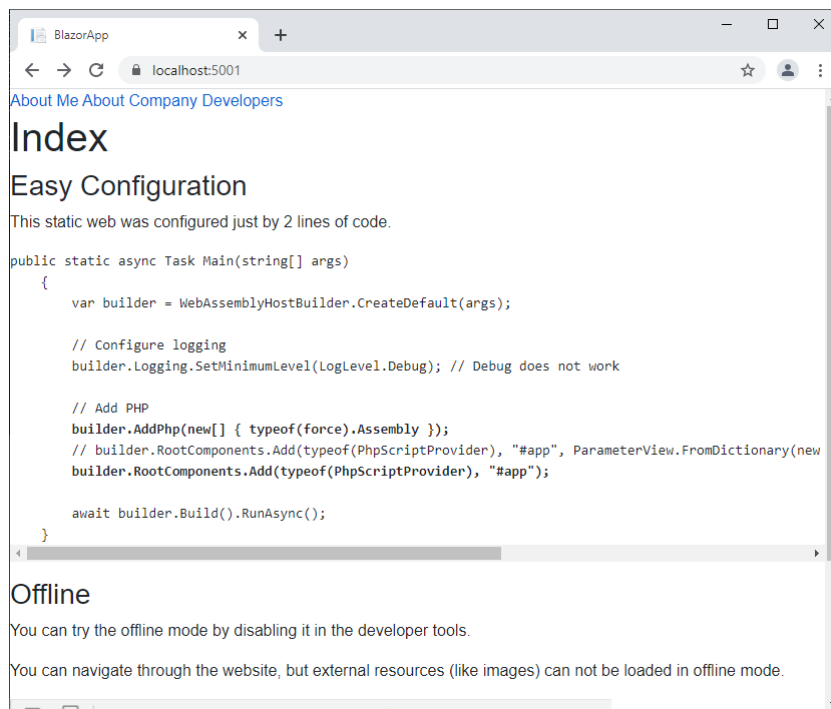 BlazorApp
localhost:5001
About Me About Company Developers
Index
Easy Configuration
This static web was configured just by 2 lines of code.
public static async Task Main(string[] args)
{
var builder = WebAssemblyHostBuilder.CreateDefault(args);
// Configure logging
builder.Logging.SetMinimumLevel(LogLevel.Debug); // Debug does not work
// Add PHP
builder.AddPhp(new[] { typeof(force).Assembly });
// builder.RootComponents.Add(typeof(PhpScriptProvider), "#app", ParameterView.FromDictionary(new
builder.RootComponents.Add(typeof(PhpScriptProvider), "#app");
await builder.Build().RunAsync();
}
Offline
You can try the offline mode by disabling it in the developer tools.
You can navigate through the website, but external resources (like images) can not be loaded in offline mode.